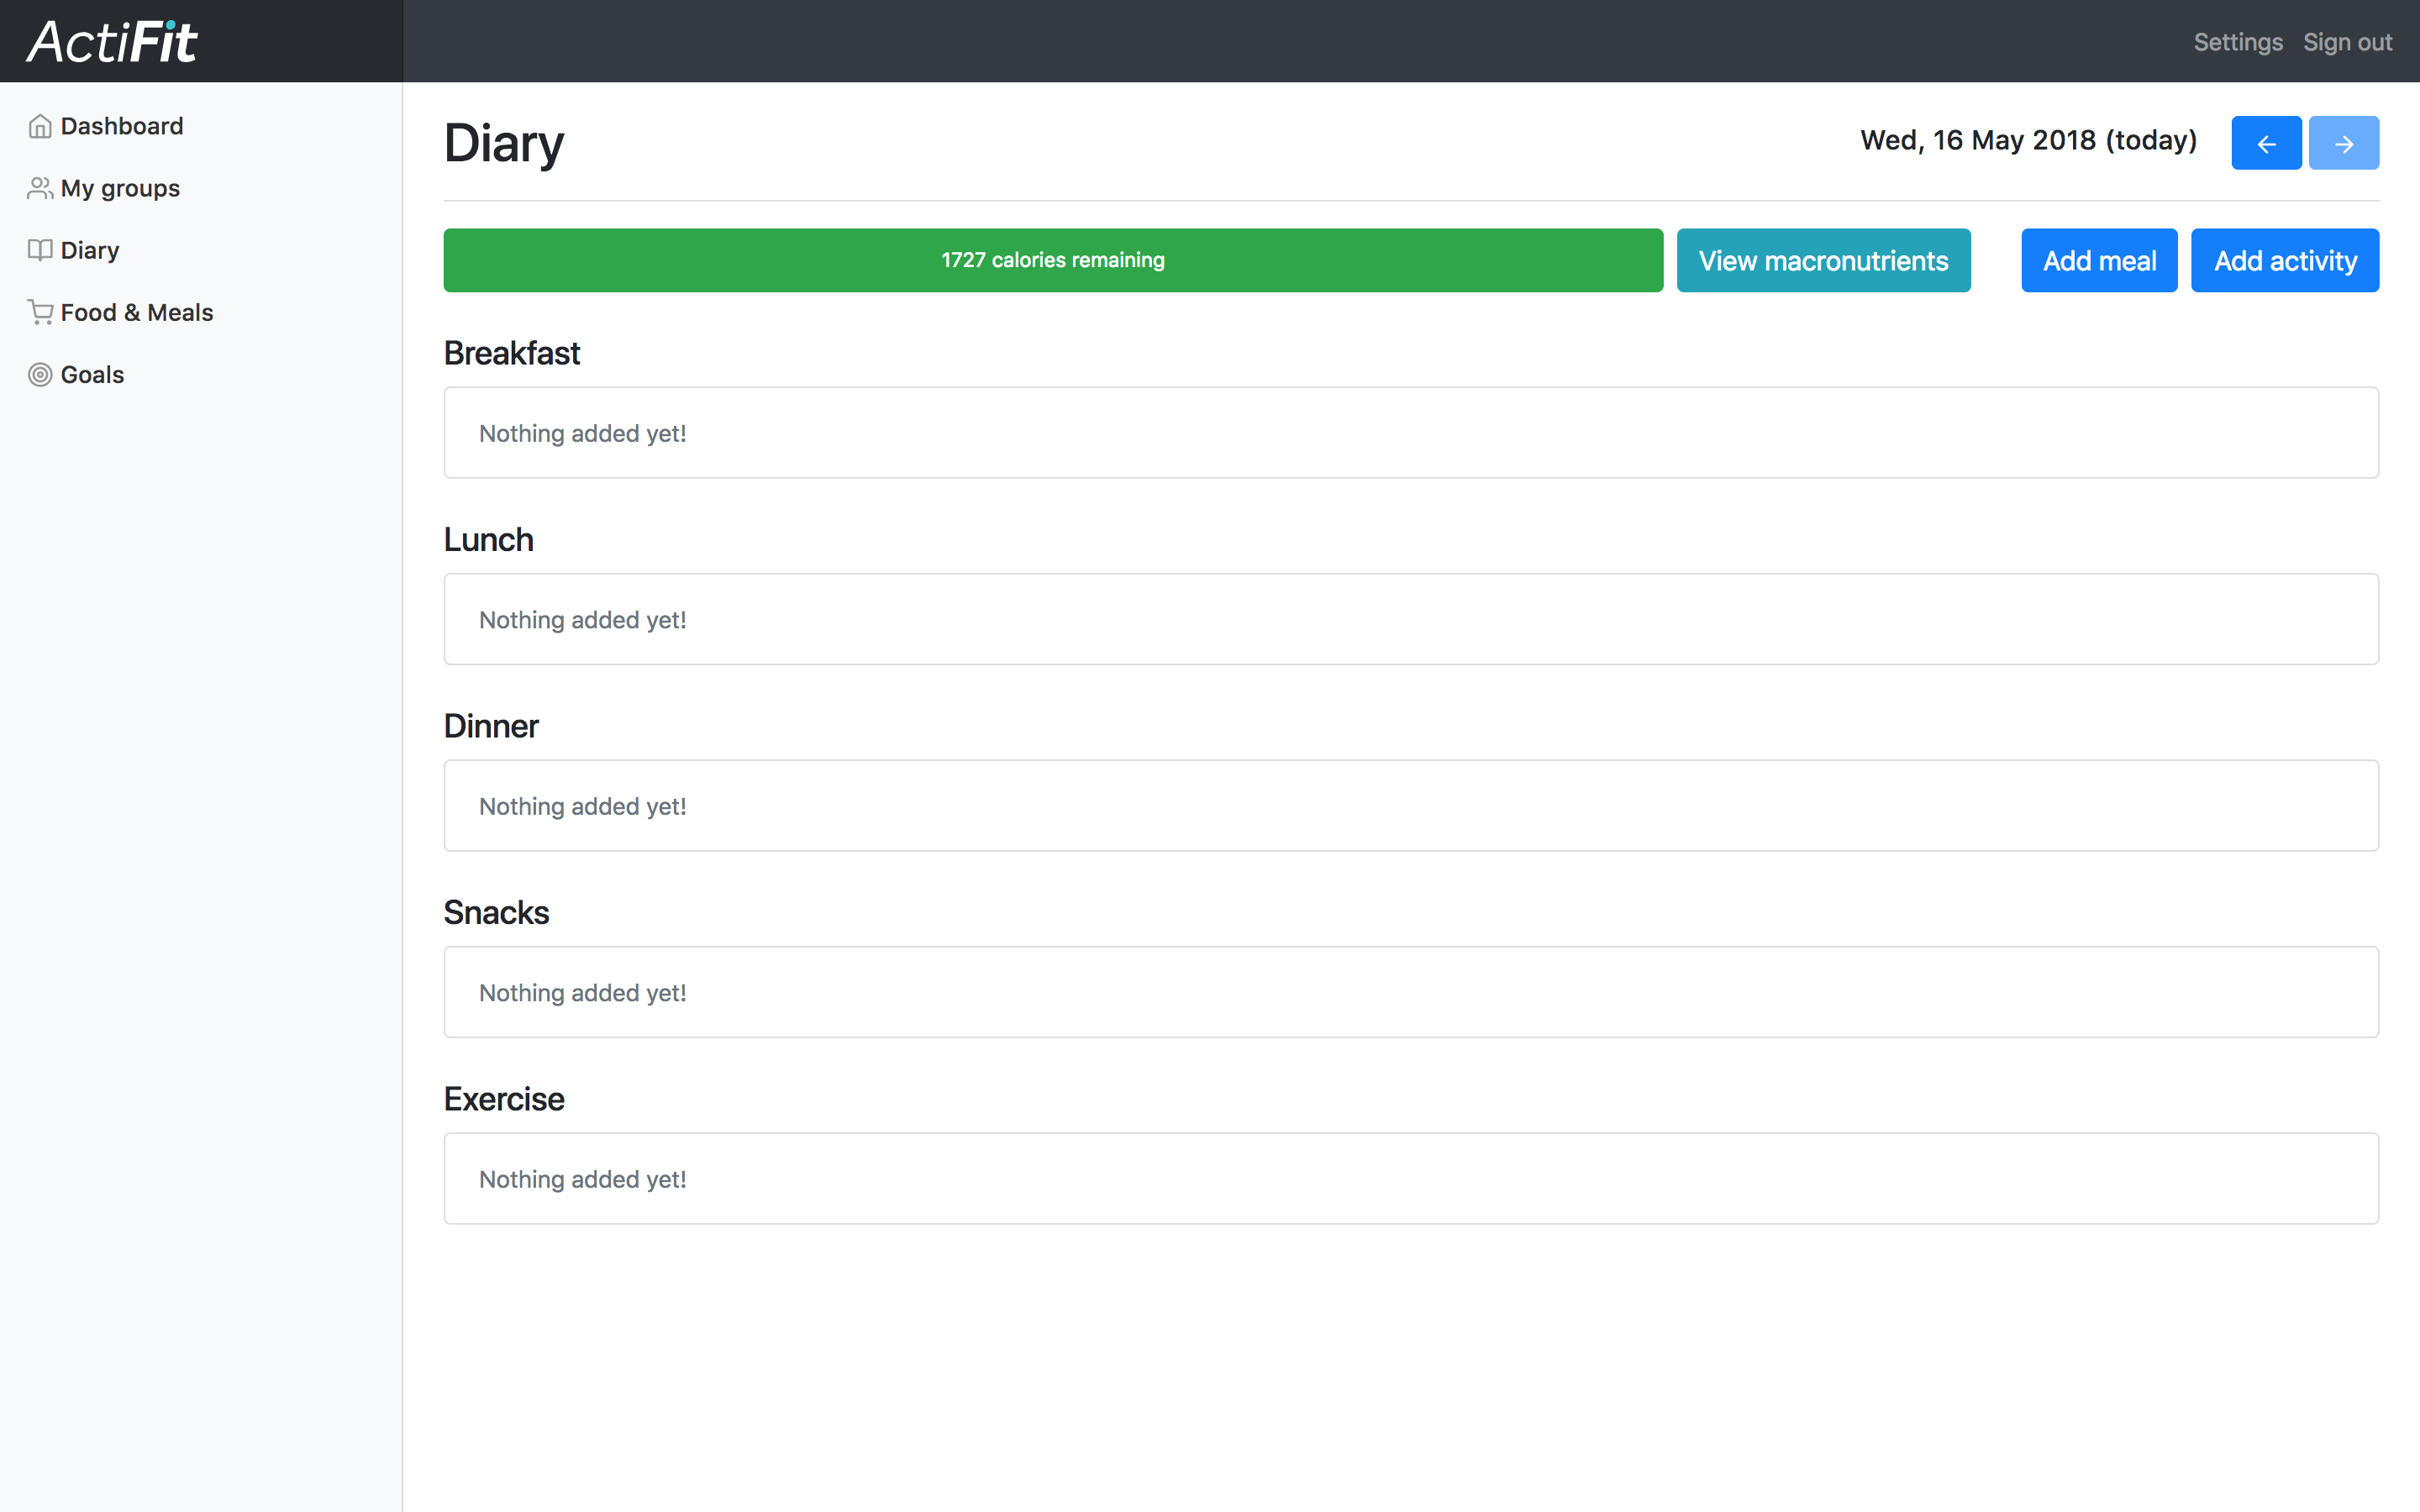 ActiFit
Settings Sign out
Dashboard
My groups
Diary
Food & Meals
Goals
Diary
Wed, 16 May 2018 (today)
1727 calories remaining
View macronutrients
Add meal
Add activity
Breakfast
Nothing added yet!
Lunch
Nothing added yet!
Dinner
Nothing added yet!
Snacks
Nothing added yet!
Exercise
Nothing added yet!